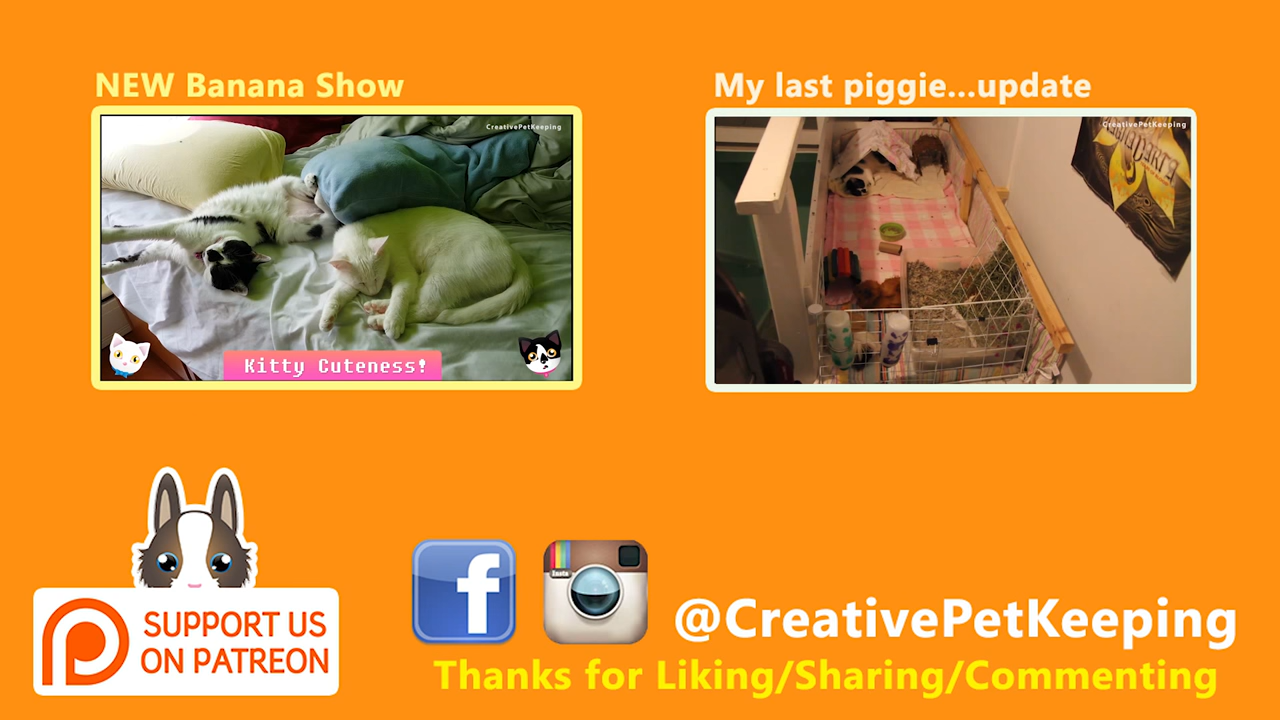 NEW Banana Show
My last piggie...update
CreativePetKeeping
CreativePetKeeping
Kitty Cuteness!
SUPPORT US
ON PATREON
f
Insta
@CreativePetKeeping
Thanks for Liking/Sharing/Commenting